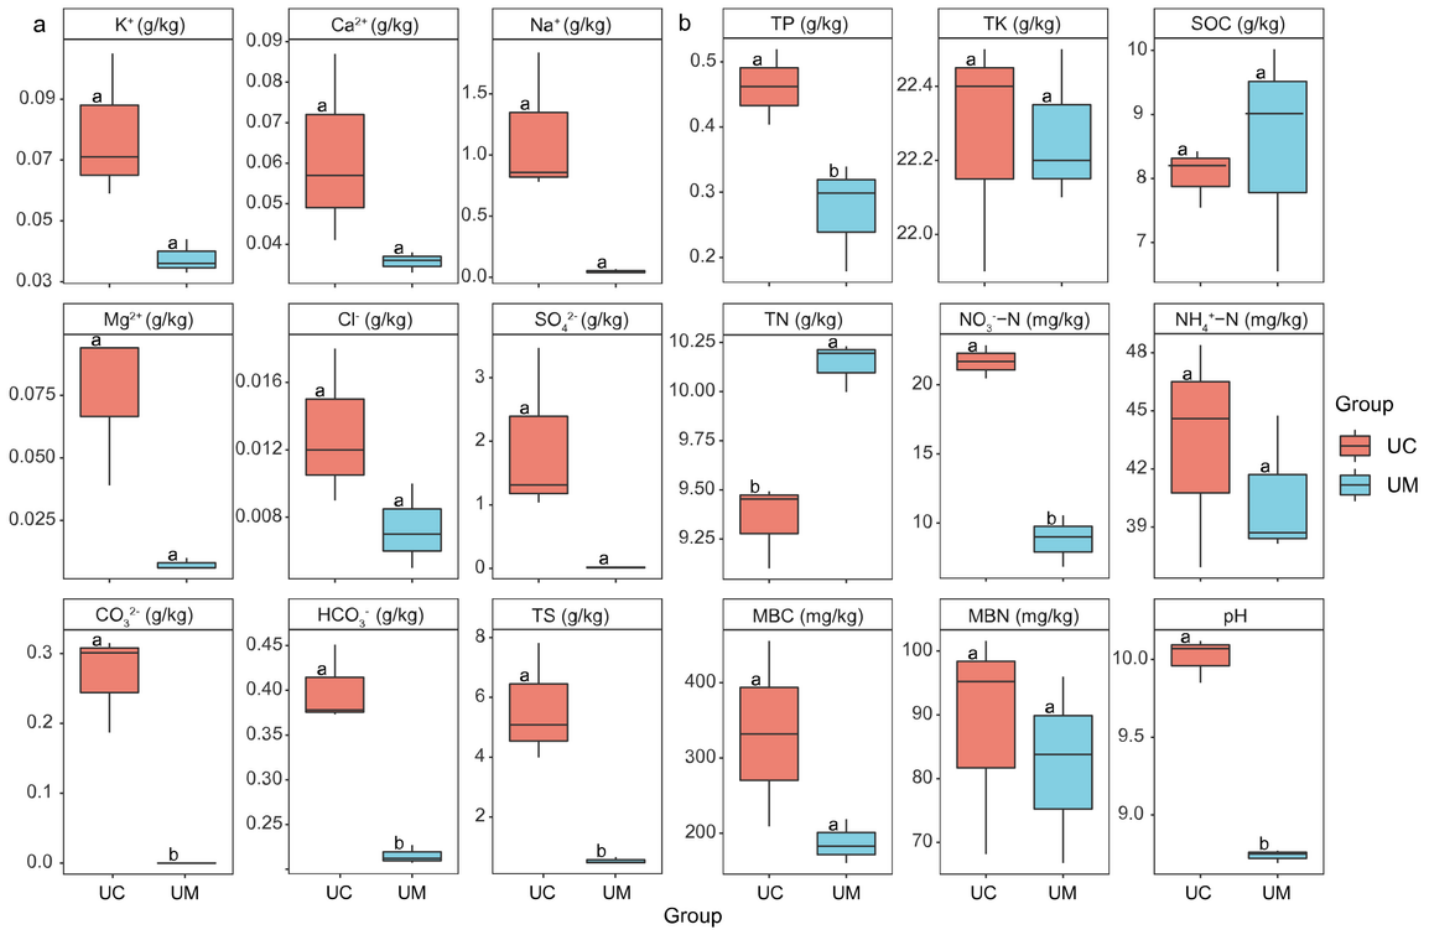 a
b
K⁺ (g/kg)
Ca²⁺ (g/kg)
Na⁺ (g/kg)
TP (g/kg)
TK (g/kg)
SOC (g/kg)
0.09
0.07
0.05
0.03
a
a
0.09
0.08
0.07
0.06
0.05
0.04
a
a
1.5
1.0
0.5
0.0
a
a
0.5
0.4
0.3
0.2
a
b
22.4
22.2
22.0
a
a
10
9
8
7
a
a
Mg²⁺ (g/kg)
Cl⁻ (g/kg)
SO₄²⁻ (g/kg)
TN (g/kg)
NO₃⁻–N (mg/kg)
NH₄⁺–N (mg/kg)
0.075
0.050
0.025
a
a
0.016
0.012
0.008
a
a
3
2
1
0
a
a
10.25
10.00
9.75
9.50
9.25
b
a
20
15
10
a
b
48
45
42
39
a
a
Group
UC
UM
CO₃²⁻ (g/kg)
HCO₃⁻ (g/kg)
TS (g/kg)
MBC (mg/kg)
MBN (mg/kg)
pH
0.3
0.2
0.1
0.0
a
b
0.45
0.40
0.35
0.30
0.25
a
b
8
6
4
2
a
b
400
300
200
a
a
100
90
80
70
a
a
10.0
9.5
9.0
a
b
UC UM UC UM UC UM UC UM UC UM UC UM
Group